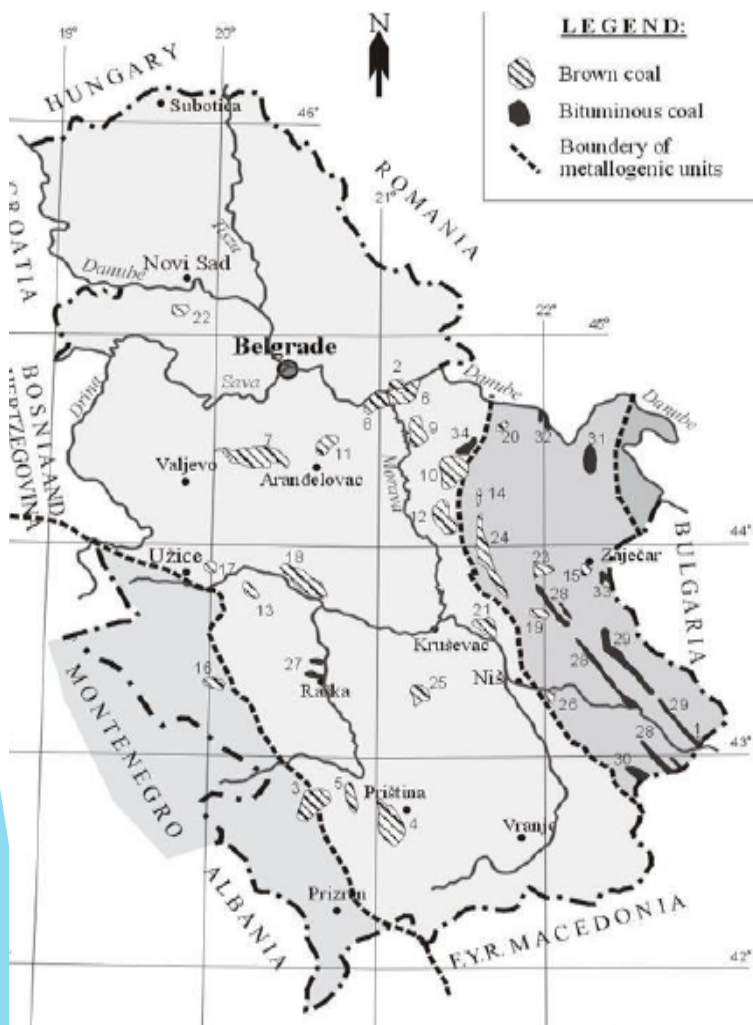 N
LEGEND:
Brown coal
Bituminous coal
Boundery of
metallogenic units
19
20
HUNGARY
Subotica
46°
ROMANIA
21
CROATIA
Tisza
Danube
Novi Sad
22
22
Belgrade
Sava
Drina
BOSNIA AND
HERTZEGOVINA
2
6
8
Danube
Danube
9
34
20
32
31
7
11
Valjevo
Aranđelovac
Morava
10
14
12
24
44
BULGARIA
Užice
17
18
13
23
15
Zaječar
33
28
19
21
Kruševac
29
16
27
Raška
25
Niš
28
26
29
1
28
43
30
MONTENEGRO
3
5
Priština
4
Vranje
ALBANIA
Prizren
F.Y.R. MACEDONIA
42°